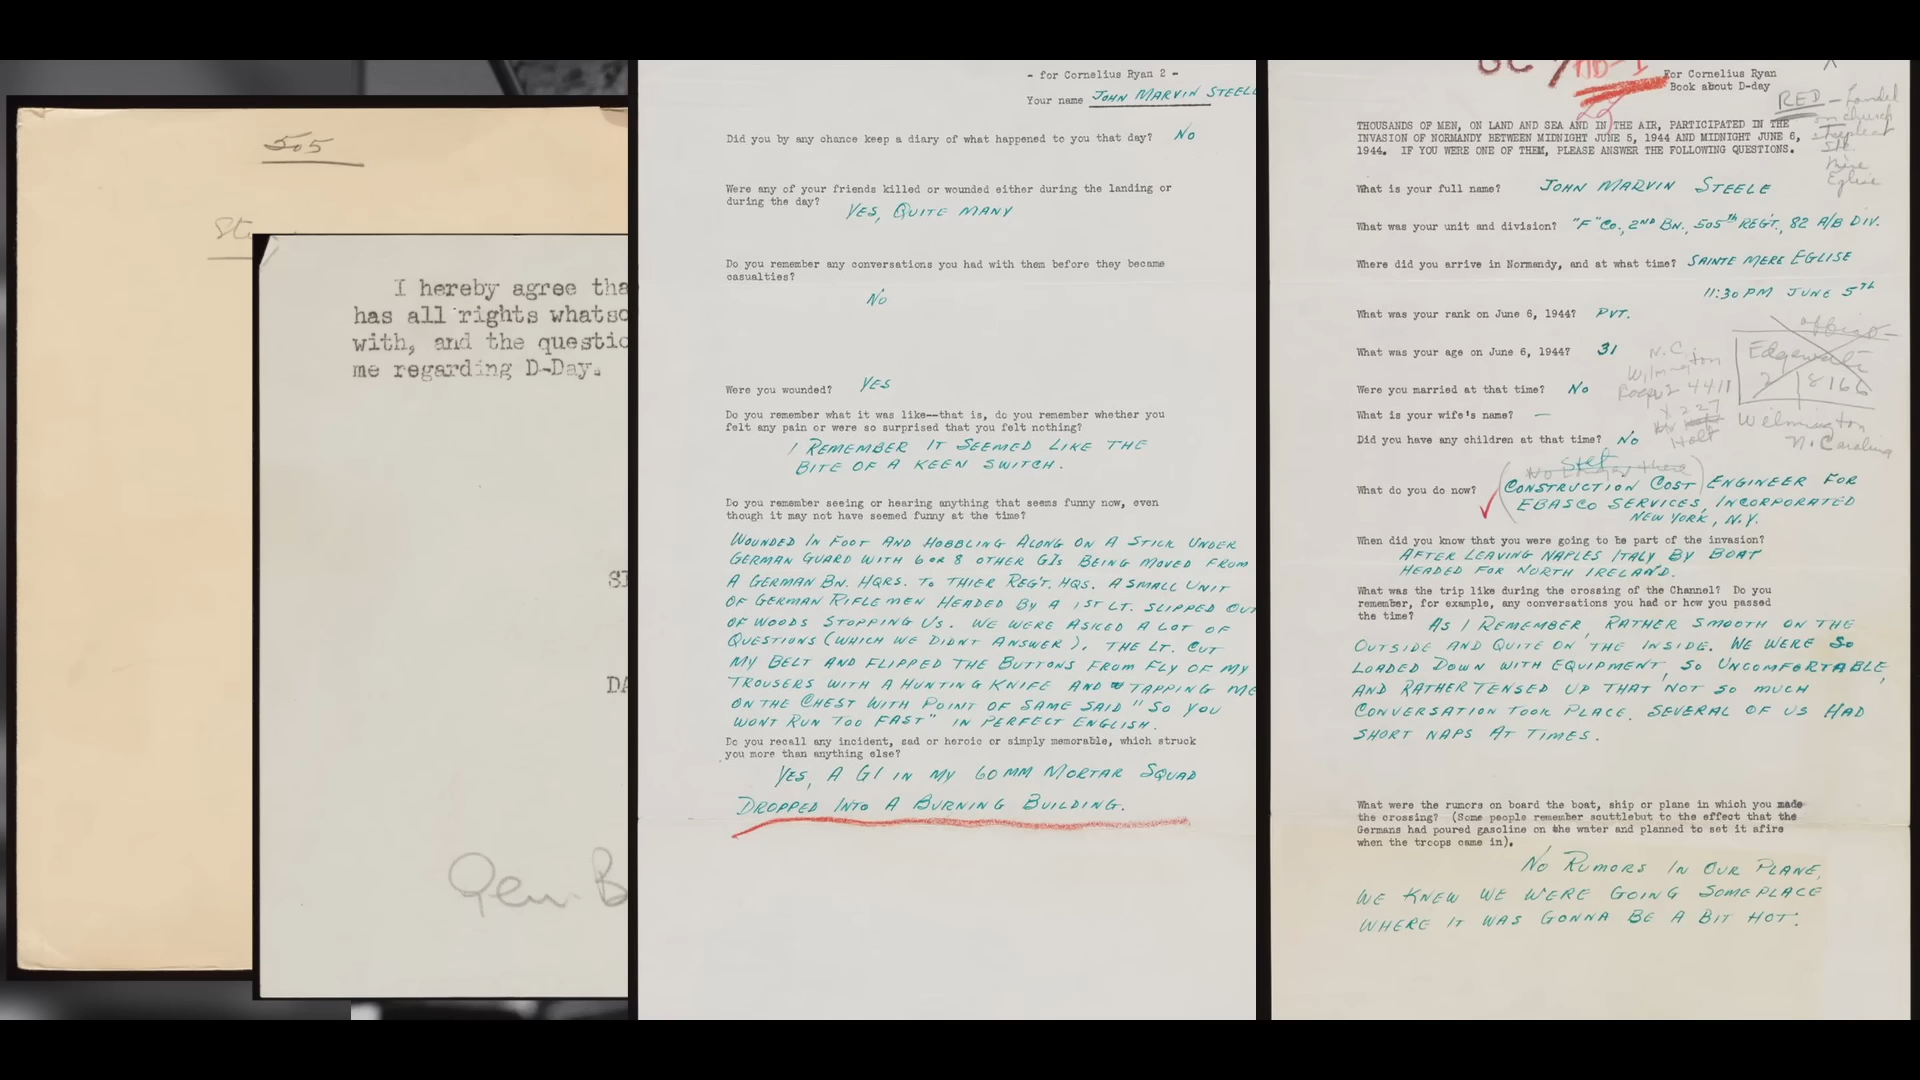 505
I hereby agree tha
has all rights whatso
with, and the questio
me regarding D-Day.
SI
DA
Gen. B
- for Cornelius Ryan 2 -
Your name JOHN MARVIN STEELE
Did you by any chance keep a diary of what happened to you that day? NO
Were any of your friends killed or wounded either during the landing or
during the day? YES, QUITE MANY
Do you remember any conversations you had with them before they became
casualties?
NO
Were you wounded? YES
Do you remember what it was like--that is, do you remember whether you
felt any pain or were so surprised that you felt nothing?
I REMEMBER IT SEEMED LIKE THE
BITE OF A KEEN SWITCH.
Do you remember seeing or hearing anything that seems funny now, even
though it may not have seemed funny at the time?
WOUNDED IN FOOT AND HOBBLING ALONG ON A STICK UNDER
GERMAN GUARD WITH 6 OR 8 OTHER GIS BEING MOVED FROM
A GERMAN BN. HQRS. TO THIER REG'T. HQS. A SMALL UNIT
OF GERMAN RIFLEMEN HEADED BY A 1ST LT. SLIPPED OUT
OF WOODS STOPPING US. WE WERE ASKED A LOT OF
QUESTIONS (WHICH WE DIDNT ANSWER). THE LT. CUT
MY BELT AND FLIPPED THE BUTTONS FROM FLY OF MY
TROUSERS WITH A HUNTING KNIFE AND TAPPING ME
ON THE CHEST WITH POINT OF SAME SAID "SO YOU
WONT RUN TOO FAST" IN PERFECT ENGLISH.
Do you recall any incident, sad or heroic or simply memorable, which struck
you more than anything else?
YES, A GI IN MY 60MM MORTAR SQUAD
DROPPED INTO A BURNING BUILDING.
For Cornelius Ryan
Book about D-day
RED - Landed
on church
steeple at
Ste.
Mère
Eglise
THOUSANDS OF MEN, ON LAND AND SEA AND IN THE AIR, PARTICIPATED IN THE
INVASION OF NORMANDY BETWEEN MIDNIGHT JUNE 5, 1944 AND MIDNIGHT JUNE 6,
1944. IF YOU WERE ONE OF THEM, PLEASE ANSWER THE FOLLOWING QUESTIONS.
What is your full name? JOHN MARVIN STEELE
What was your unit and division? "F" CO., 2ND BN., 505TH REG'T., 82 A/B DIV.
Where did you arrive in Normandy, and at what time? SAINTE MERE EGLISE
11:30 PM JUNE 5TH
What was your rank on June 6, 1944? PVT.
What was your age on June 6, 1944? 31
N.C.
Wilmington
4411
X 227
Holt
Edgewater
2 8166
Wilmington
N. Carolina
Were you married at that time? NO
What is your wife's name? —
Did you have any children at that time? NO
What do you do now? CONSTRUCTION COST ENGINEER FOR
EBASCO SERVICES, INCORPORATED
NEW YORK, N.Y.
When did you know that you were going to be part of the invasion?
AFTER LEAVING NAPLES ITALY BY BOAT
HEADED FOR NORTH IRELAND.
What was the trip like during the crossing of the Channel? Do you
remember, for example, any conversations you had or how you passed
the time?
AS I REMEMBER, RATHER SMOOTH ON THE
OUTSIDE AND QUITE ON THE INSIDE. WE WERE SO
LOADED DOWN WITH EQUIPMENT, SO UNCOMFORTABLE,
AND RATHER TENSED UP THAT NOT SO MUCH
CONVERSATION TOOK PLACE. SEVERAL OF US HAD
SHORT NAPS AT TIMES.
What were the rumors on board the boat, ship or plane in which you made
the crossing? (Some people remember scuttlebut to the effect that the
Germans had poured gasoline on the water and planned to set it afire
when the troops came in).
NO RUMORS IN OUR PLANE,
WE KNEW WE WERE GOING SOMEPLACE
WHERE IT WAS GONNA BE A BIT HOT.